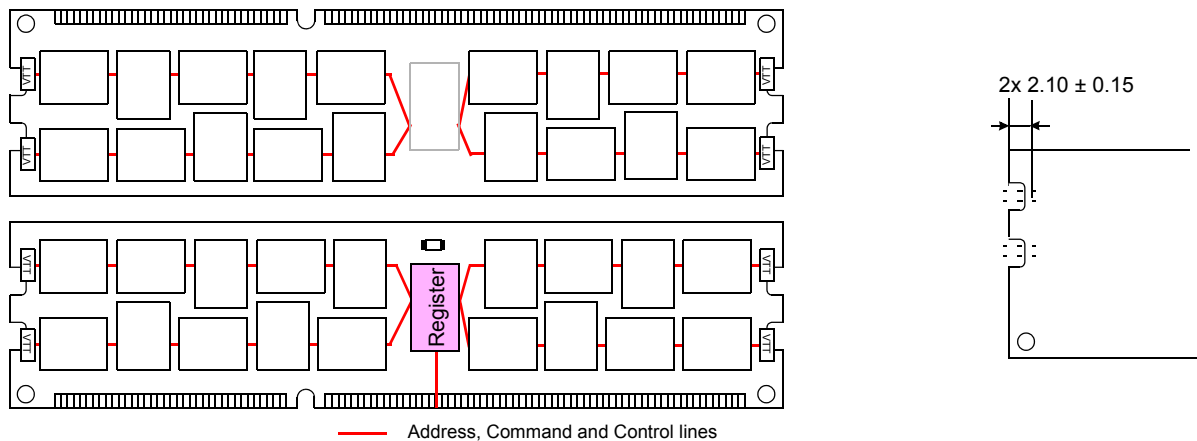 VTT
VTT
VTT
VTT
2x 2.10 ± 0.15
VTT
VTT
Register
VTT
VTT
Address, Command and Control lines